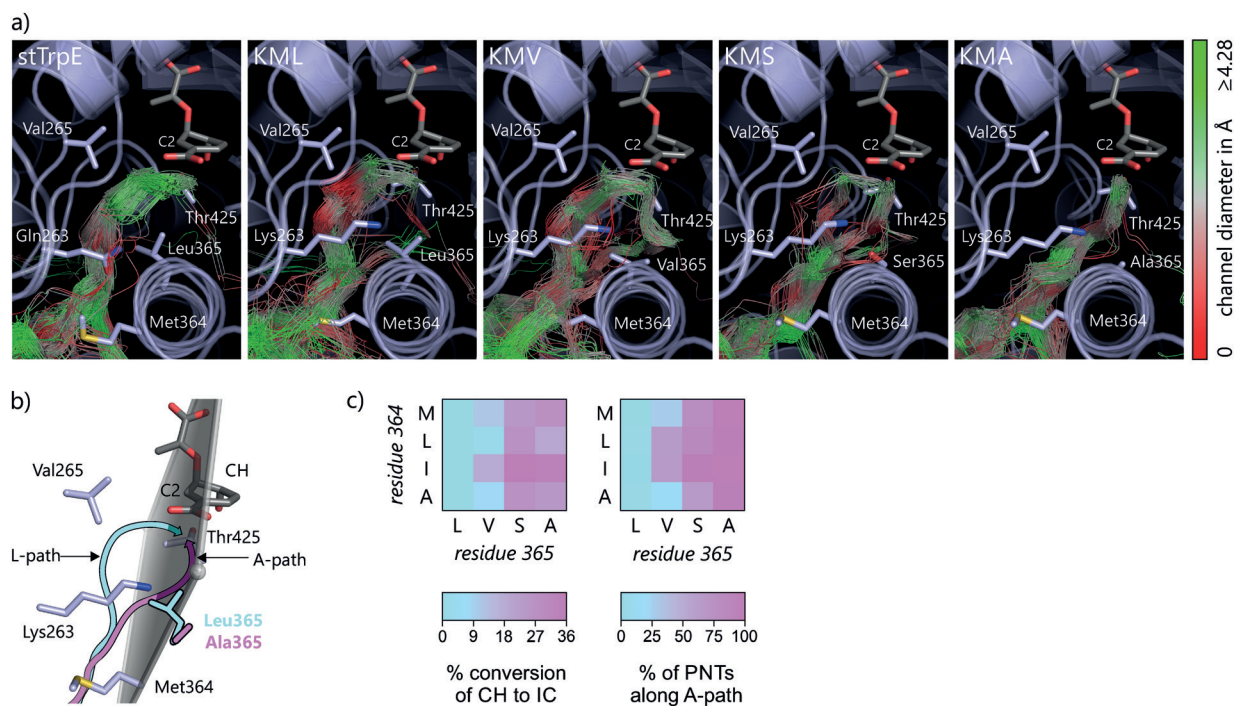 a)
stTrpE
KML
KMV
KMS
KMA
Val265
C2
Thr425
Gln263
Leu365
Met364
Val265
C2
Thr425
Lys263
Leu365
Met364
Val265
C2
Thr425
Lys263
Val365
Met364
Val265
C2
Thr425
Lys263
Ser365
Met364
Val265
C2
Thr425
Lys263
Ala365
Met364
0 channel diameter in Å ≥4.28
b)
Val265
CH
C2
Thr425
L-path
A-path
Lys263
Leu365
Ala365
Met364
c)
residue 364
M
L
I
A
L V S A
residue 365
0 9 18 27 36
% conversion
of CH to IC
M
L
I
A
L V S A
residue 365
0 25 50 75 100
% of PNTs
along A-path